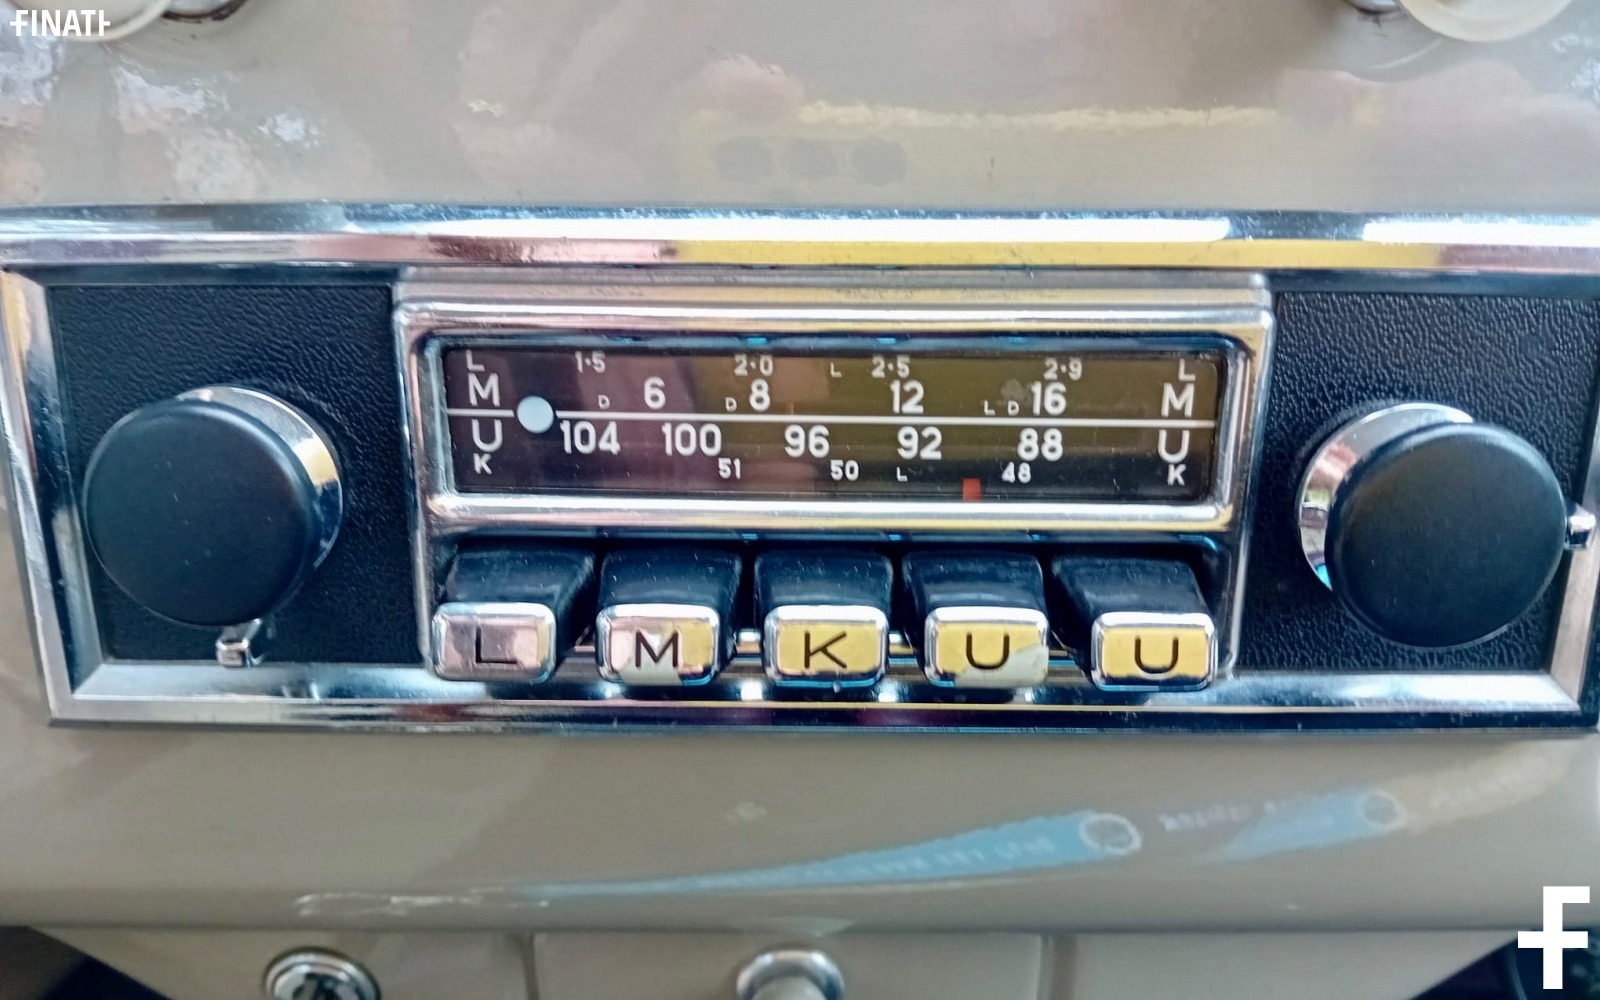 FINAT
L 1·5 2·0 L 2·5 2·9 L
M D 6 D 8 12 L D 16 M
U 104 100 96 92 88 U
K 51 50 L 48 K
L M K U U
F